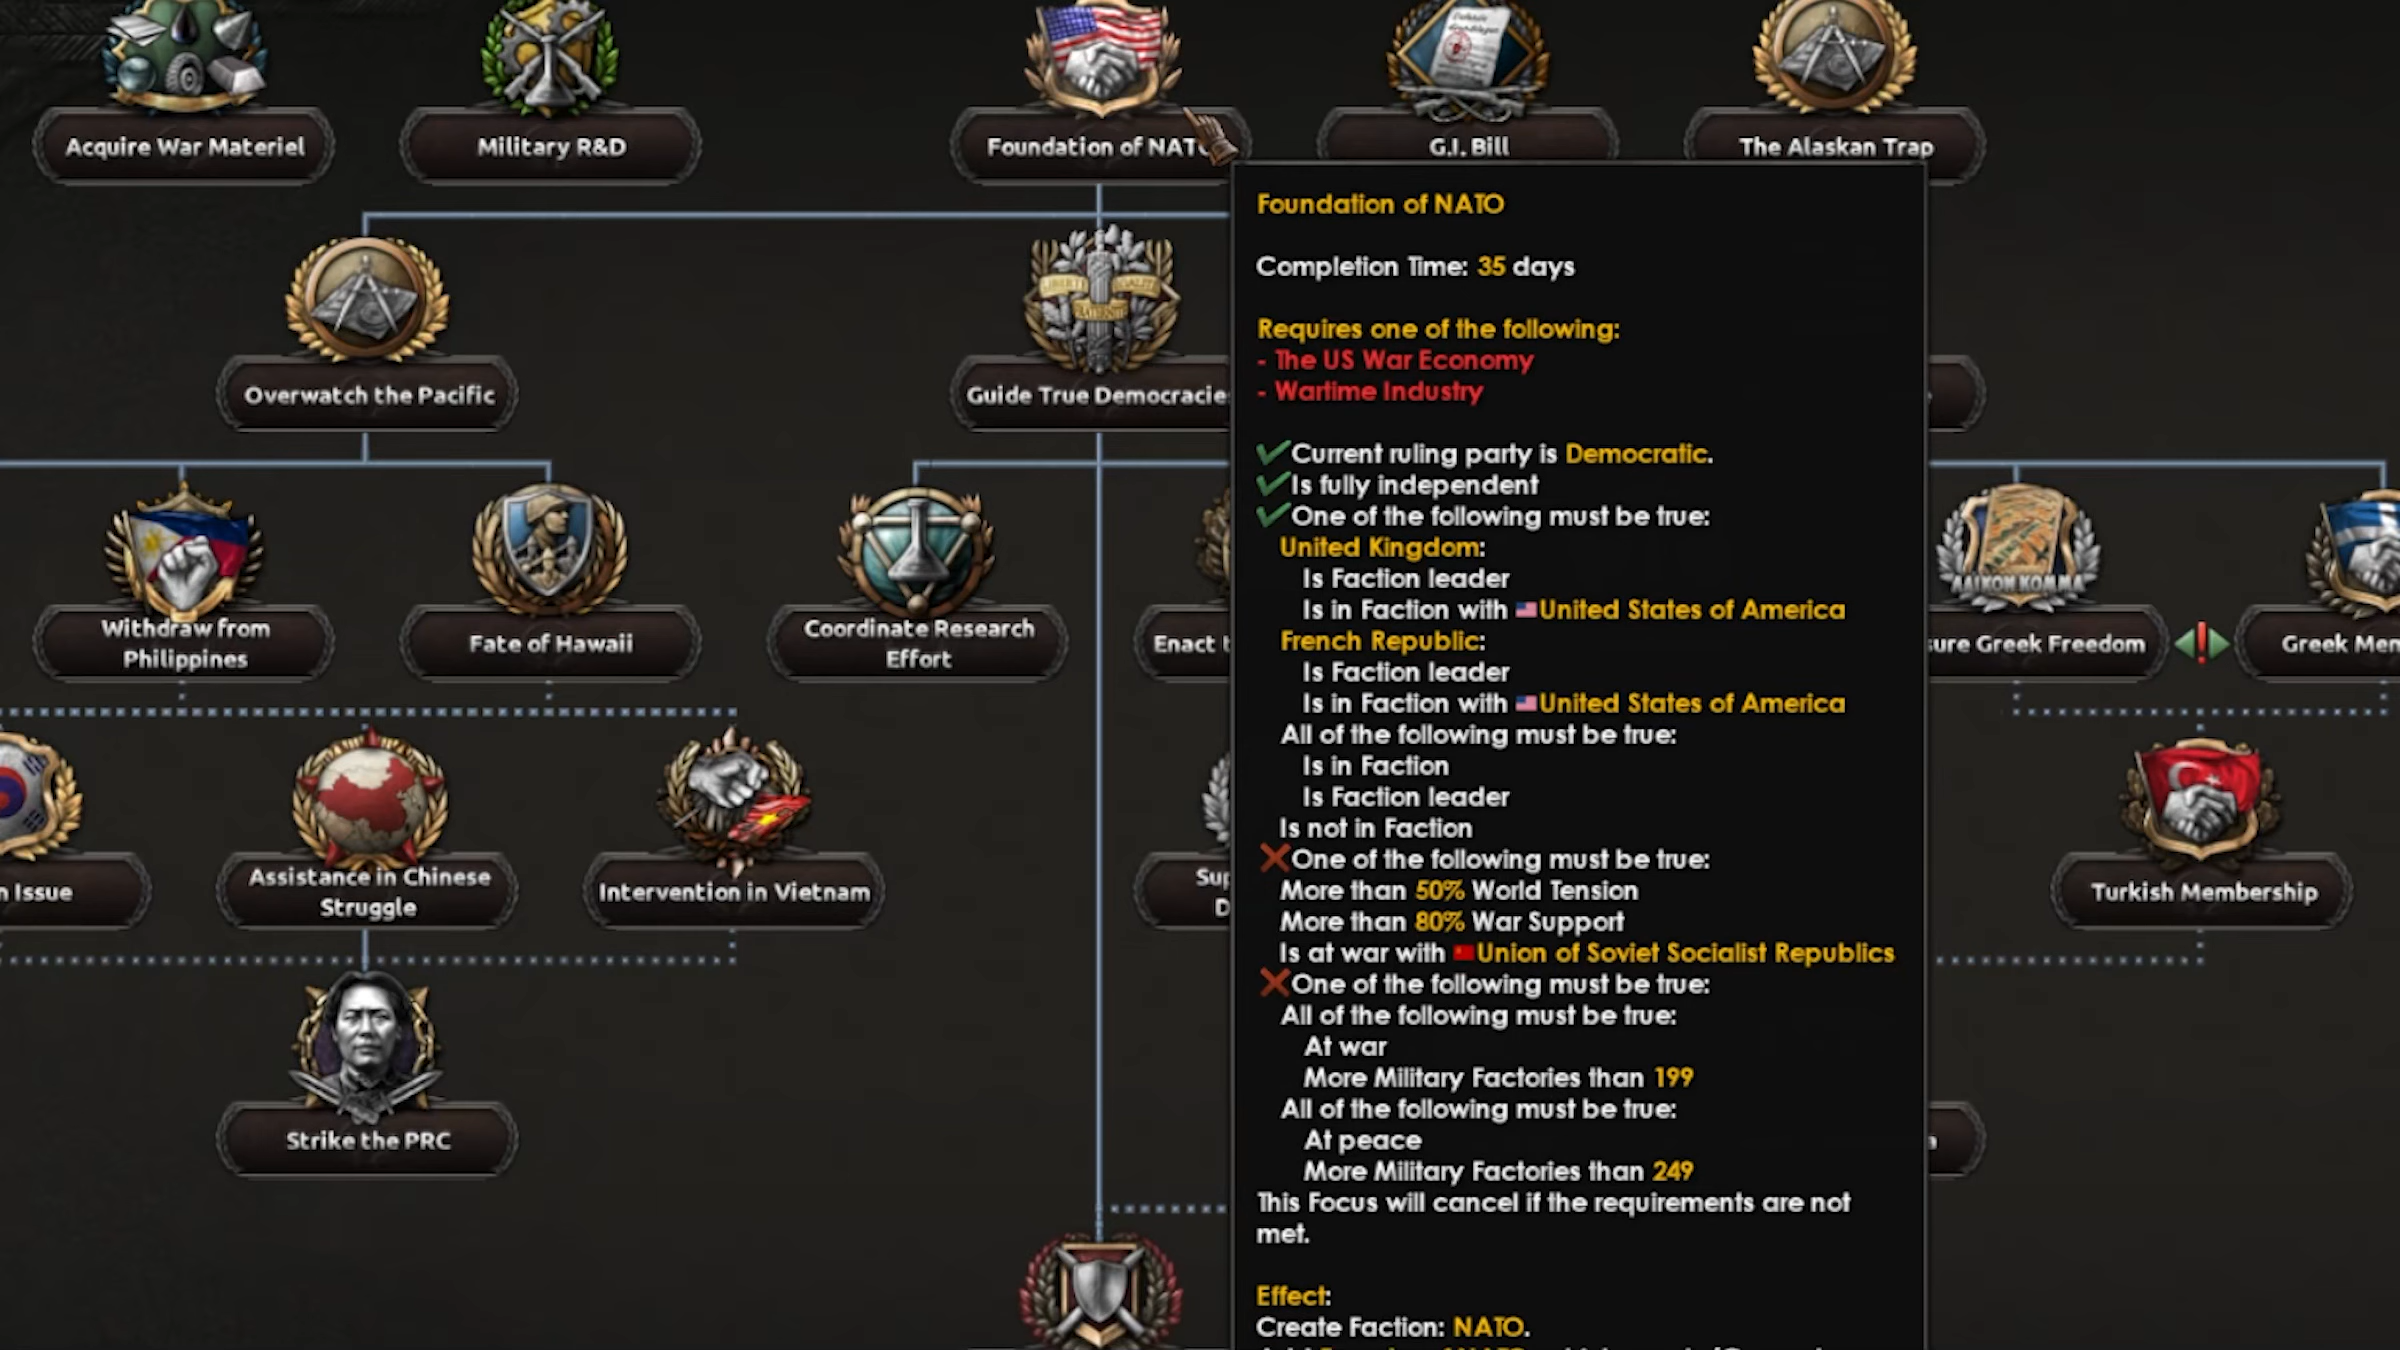 Acquire War Materiel
Military R&D
Foundation of NATO
G.I. Bill
The Alaskan Trap
Overwatch the Pacific
Guide True Democracies
Withdraw from
Philippines
Fate of Hawaii
Coordinate Research
Effort
Enact
sure Greek Freedom
Greek Mem
n Issue
Assistance in Chinese
Struggle
Intervention in Vietnam
Sup
D
Turkish Membership
Strike the PRC
Foundation of NATO
Completion Time: 35 days
Requires one of the following:
- The US War Economy
- Wartime Industry
Current ruling party is Democratic.
Is fully independent
One of the following must be true:
United Kingdom:
Is Faction leader
Is in Faction with United States of America
French Republic:
Is Faction leader
Is in Faction with United States of America
All of the following must be true:
Is in Faction
Is Faction leader
Is not in Faction
One of the following must be true:
More than 50% World Tension
More than 80% War Support
Is at war with Union of Soviet Socialist Republics
One of the following must be true:
All of the following must be true:
At war
More Military Factories than 199
All of the following must be true:
At peace
More Military Factories than 249
This Focus will cancel if the requirements are not
met.
Effect:
Create Faction: NATO.